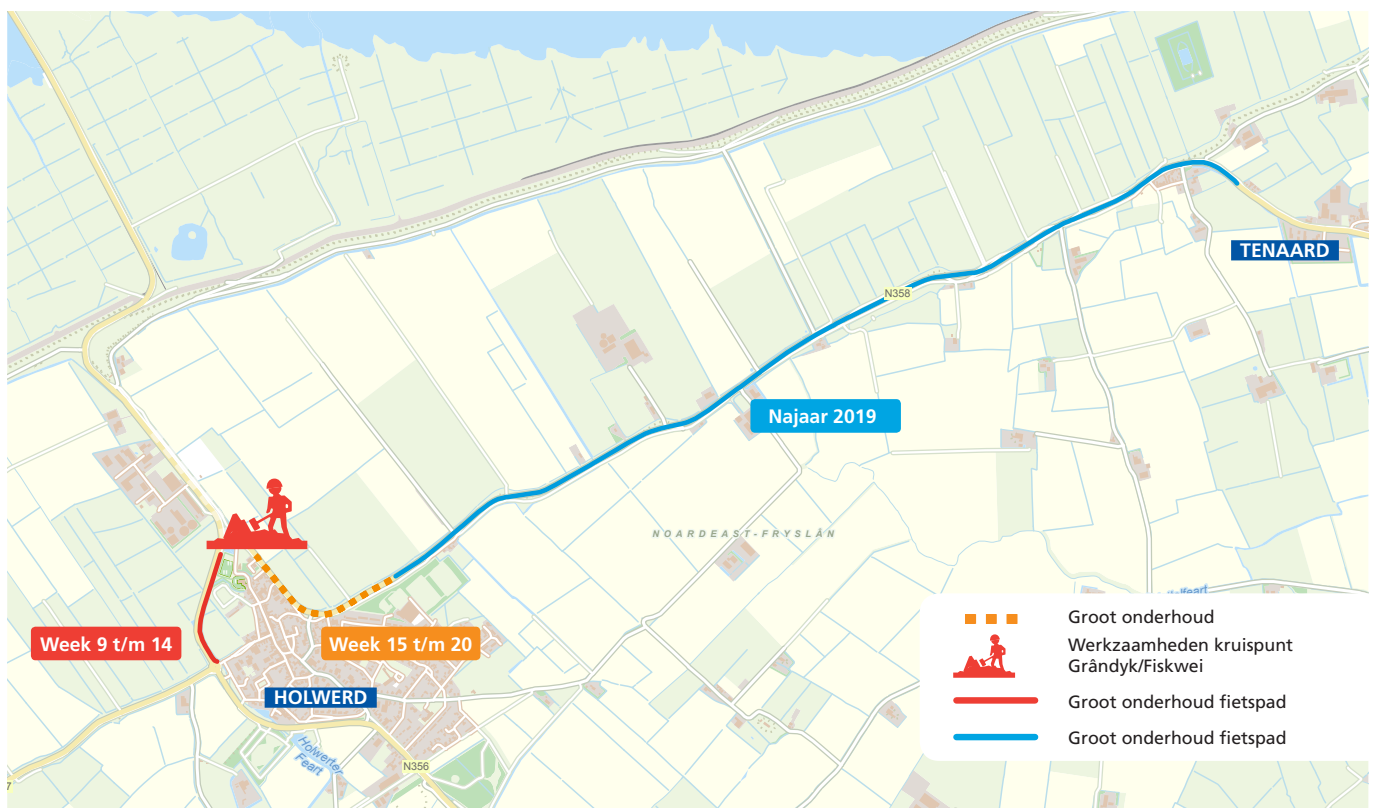 TENAARD
N358
Najaar 2019
NOARDEAST-FRYSLÂN
Week 9 t/m 14
Week 15 t/m 20
HOLWERD
Holwerter
Feart
N356
7
Groot onderhoud
Werkzaamheden kruispunt
Grândyk/Fiskwei
Groot onderhoud fietspad
Groot onderhoud fietspad